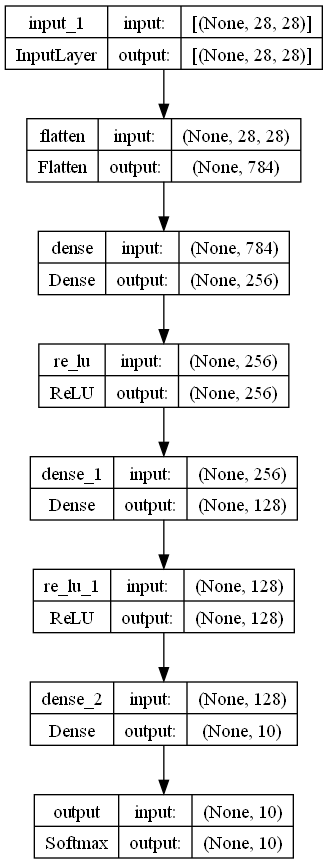 input_1 input: [(None, 28, 28)]
InputLayer output: [(None, 28, 28)]
flatten input: (None, 28, 28)
Flatten output: (None, 784)
dense input: (None, 784)
Dense output: (None, 256)
re_lu input: (None, 256)
ReLU output: (None, 256)
dense_1 input: (None, 256)
Dense output: (None, 128)
re_lu_1 input: (None, 128)
ReLU output: (None, 128)
dense_2 input: (None, 128)
Dense output: (None, 10)
output input: (None, 10)
Softmax output: (None, 10)